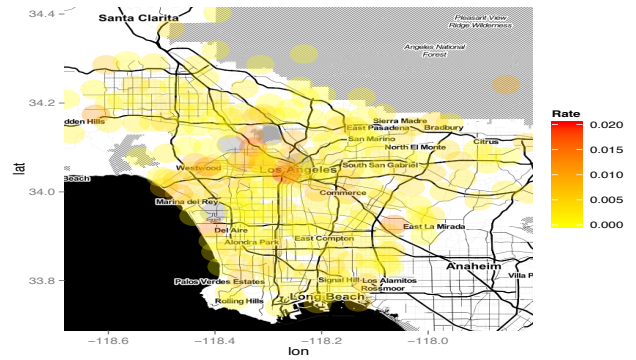 34.4
34.2
34.0
33.8
lat
−118.6
−118.4
−118.2
−118.0
lon
Santa Clarita
Pleasant View
Ridge Wilderness
Angeles National
Forest
dden Hills
Sierra Madre
East Pasadena
Bradbury
San Marino
North El Monte
Citrus
Westwood
Los Angeles
South San Gabriel
Beach
Commerce
Marina del Rey
Del Aire
East La Mirada
Alondra Park
East Compton
Anaheim
Palos Verdes Estates
Signal Hill
Los Alamitos
Villa P
Rossmoor
Rolling Hills
Long Beach
Rate
0.020
0.015
0.010
0.005
0.000